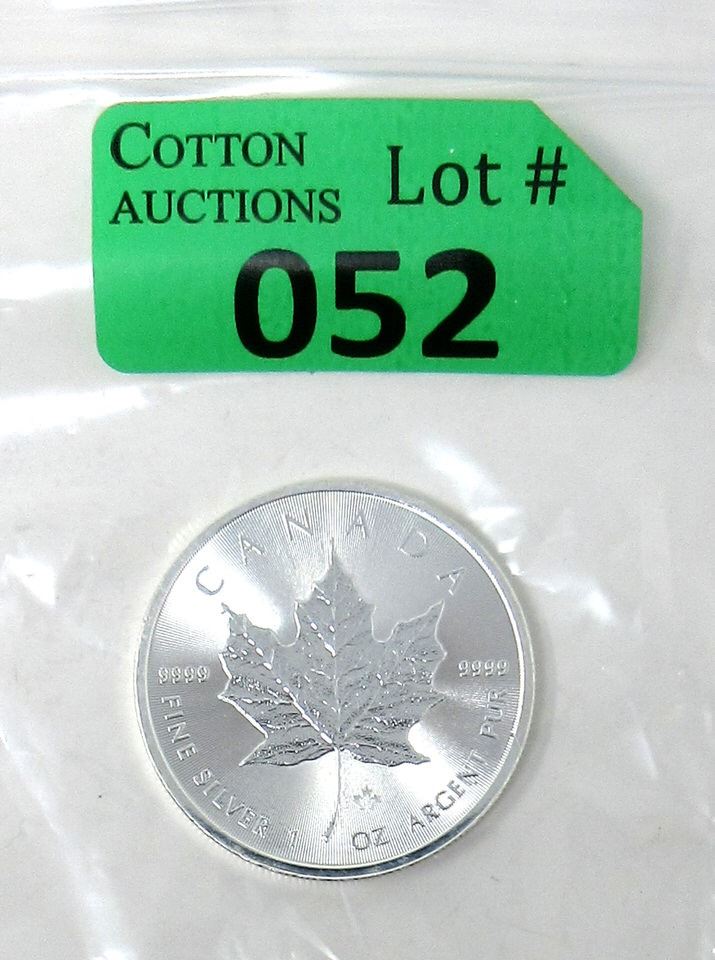 COTTON
AUCTIONS
Lot #
052
CANADA
9999
9999
FINE SILVER 1 OZ ARGENT PUR